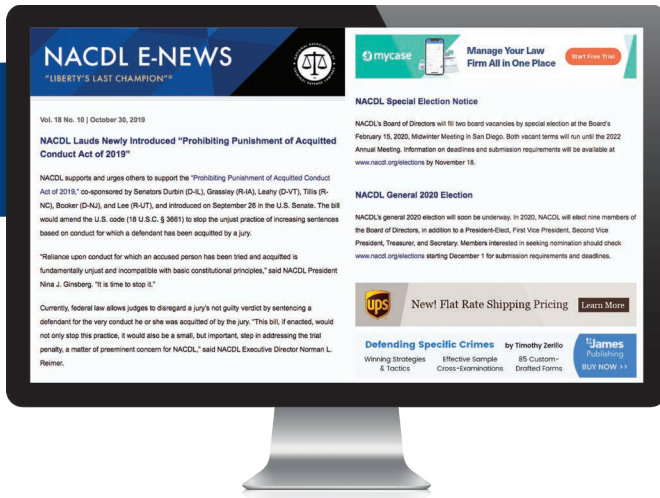 NACDL E-NEWS
"LIBERTY'S LAST CHAMPION"®
Vol. 18 No. 10 | October 30, 2019
NACDL Lauds Newly Introduced "Prohibiting Punishment of Acquitted
Conduct Act of 2019"
NACDL supports and urges others to support the "Prohibiting Punishment of Acquitted Conduct
Act of 2019," co-sponsored by Senators Durbin (D-IL), Grassley (R-IA), Leahy (D-VT), Tillis (R-
NC), Booker (D-NJ), and Lee (R-UT), and introduced on September 26 in the U.S. Senate. The bill
would amend the U.S. code (18 U.S.C. § 3661) to stop the unjust practice of increasing sentences
based on conduct for which a defendant has been acquitted by a jury.
"Reliance upon conduct for which an accused person has been tried and acquitted is
fundamentally unjust and incompatible with basic constitutional principles," said NACDL President
Nina J. Ginsberg. "It is time to stop it."
Currently, federal law allows judges to disregard a jury's not guilty verdict by sentencing a
defendant for the very conduct he or she was acquitted of by the jury. "This bill, if enacted, would
not only stop this practice, it would also be a small, but important, step in addressing the trial
penalty, a matter of preeminent concern for NACDL," said NACDL Executive Director Norman L.
Reimer.
mycase
Manage Your Law
Firm All in One Place
Start Free Trial
NACDL Special Election Notice
NACDL's Board of Directors will fill two board vacancies by special election at the Board's
February 15, 2020, Midwinter Meeting in San Diego. Both vacant terms will run until the 2022
Annual Meeting. Information on deadlines and submission requirements will be available at
www.nacdl.org/elections by November 18.
NACDL General 2020 Election
NACDL's general 2020 election will soon be underway. In 2020, NACDL will elect nine members of
the Board of Directors, in addition to a President-Elect, First Vice President, Second Vice
President, Treasurer, and Secretary. Members interested in seeking nomination should check
www.nacdl.org/elections starting December 1 for submission requirements and deadlines.
ups
New! Flat Rate Shipping Pricing
Learn More
Defending Specific Crimes by Timothy Zerillo
Winning Strategies
& Tactics
Effective Sample
Cross-Examinations
85 Custom-
Drafted Forms
James
Publishing
BUY NOW >>